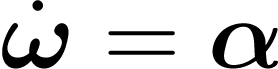 ω̇ = α